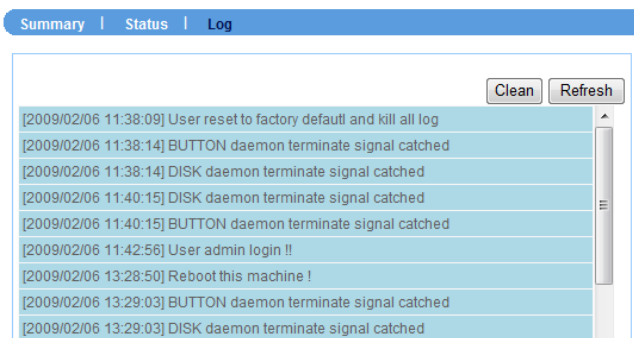 Summary | Status | Log
Clean Refresh
[2009/02/06 11:38:09] User reset to factory defautl and kill all log
[2009/02/06 11:38:14] BUTTON daemon terminate signal catched
[2009/02/06 11:38:14] DISK daemon terminate signal catched
[2009/02/06 11:40:15] DISK daemon terminate signal catched
[2009/02/06 11:40:15] BUTTON daemon terminate signal catched
[2009/02/06 11:42:56] User admin login !!
[2009/02/06 13:28:50] Reboot this machine !
[2009/02/06 13:29:03] BUTTON daemon terminate signal catched
[2009/02/06 13:29:03] DISK daemon terminate signal catched